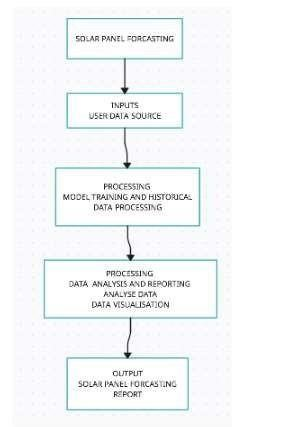 SOLAR PANEL FORCASTING
INPUTS
USER DATA SOURCE
PROCESSING
MODEL TRAINING AND HISTORICAL
DATA PROCESSING
PROCESSING
DATA ANALYSIS AND REPORTING
ANALYSE DATA
DATA VISUALISATION
OUTPUT
SOLAR PANEL FORCASTING
REPORT